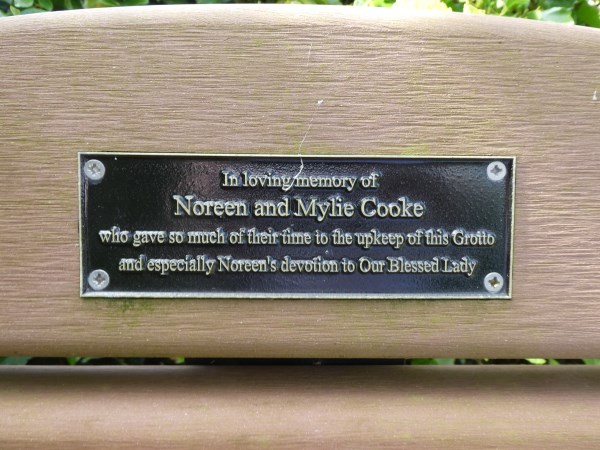 In loving memory of
Noreen and Mylie Cooke
who gave so much of their time to the upkeep of this Grotto
and especially Noreen's devotion to Our Blessed Lady